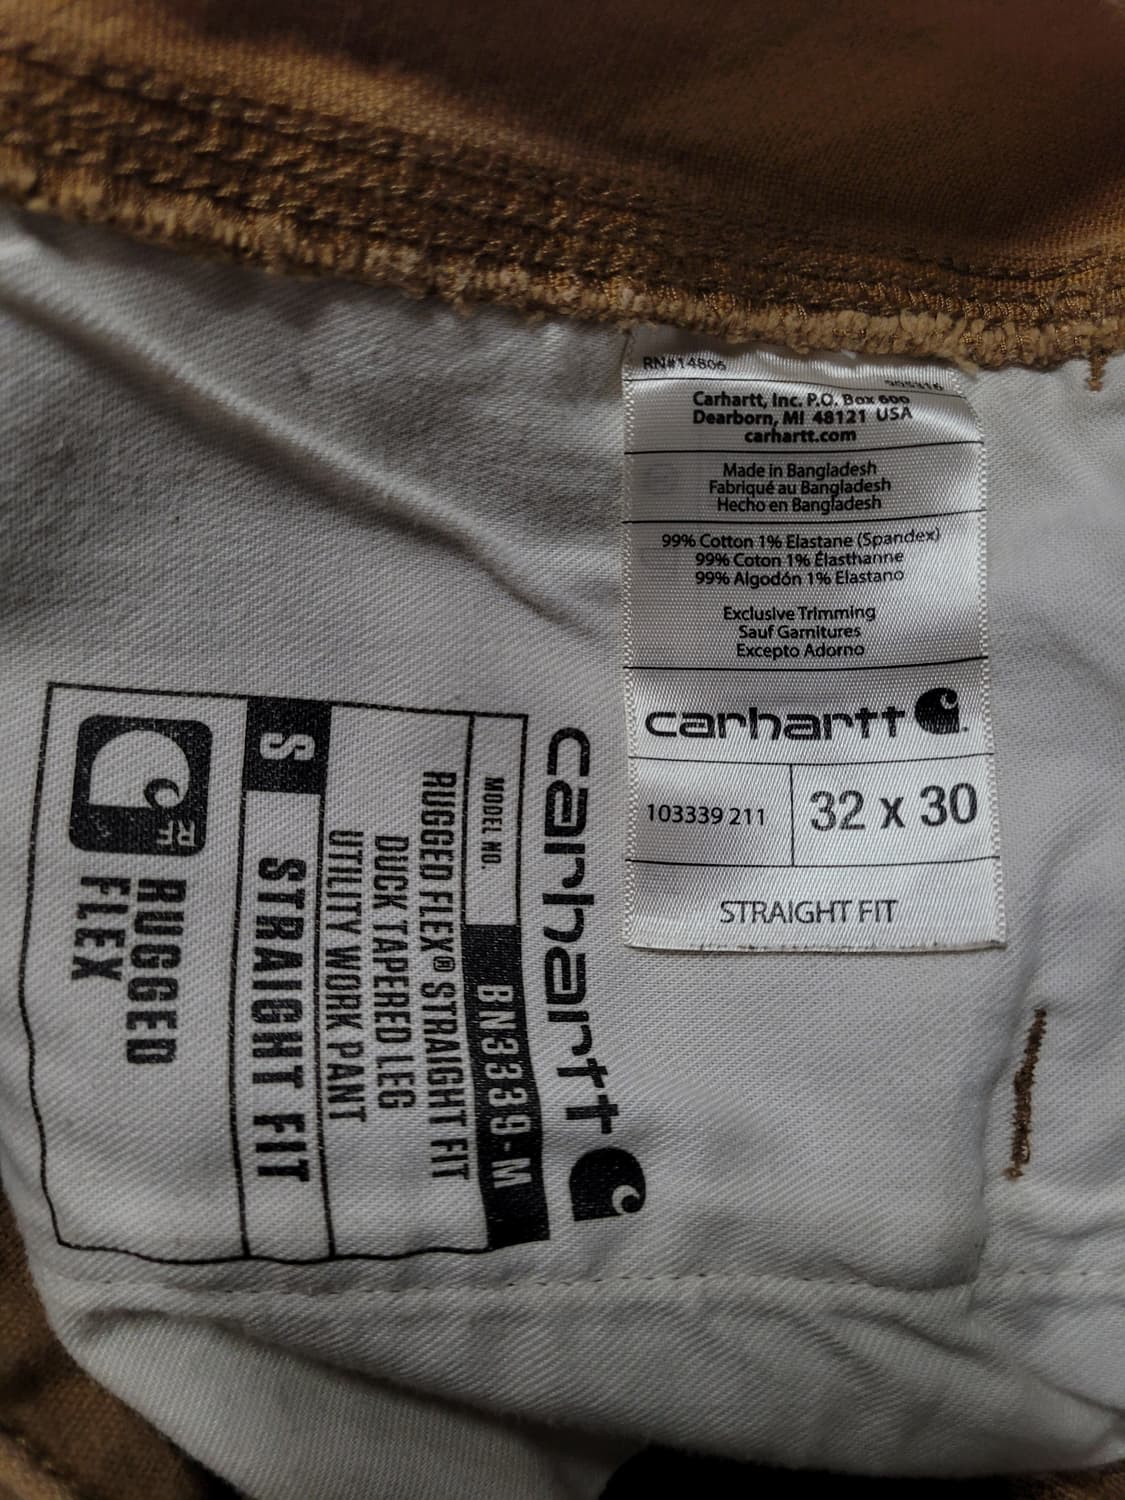 RN#14806
905316
Carhartt, Inc. P.O. Box 600
Dearborn, MI 48121 USA
carhartt.com
Made in Bangladesh
Fabriqué au Bangladesh
Hecho en Bangladesh
99% Cotton 1% Elastane (Spandex)
99% Coton 1% Élasthanne
99% Algodón 1% Elastano
Exclusive Trimming
Sauf Garnitures
Excepto Adorno
carhartt
103339 211
32 x 30
STRAIGHT FIT
carhartt
MODEL NO. BN3339-M
RUGGED FLEX® STRAIGHT FIT
DUCK TAPERED LEG
UTILITY WORK PANT
S STRAIGHT FIT
RF
RUGGED
FLEX